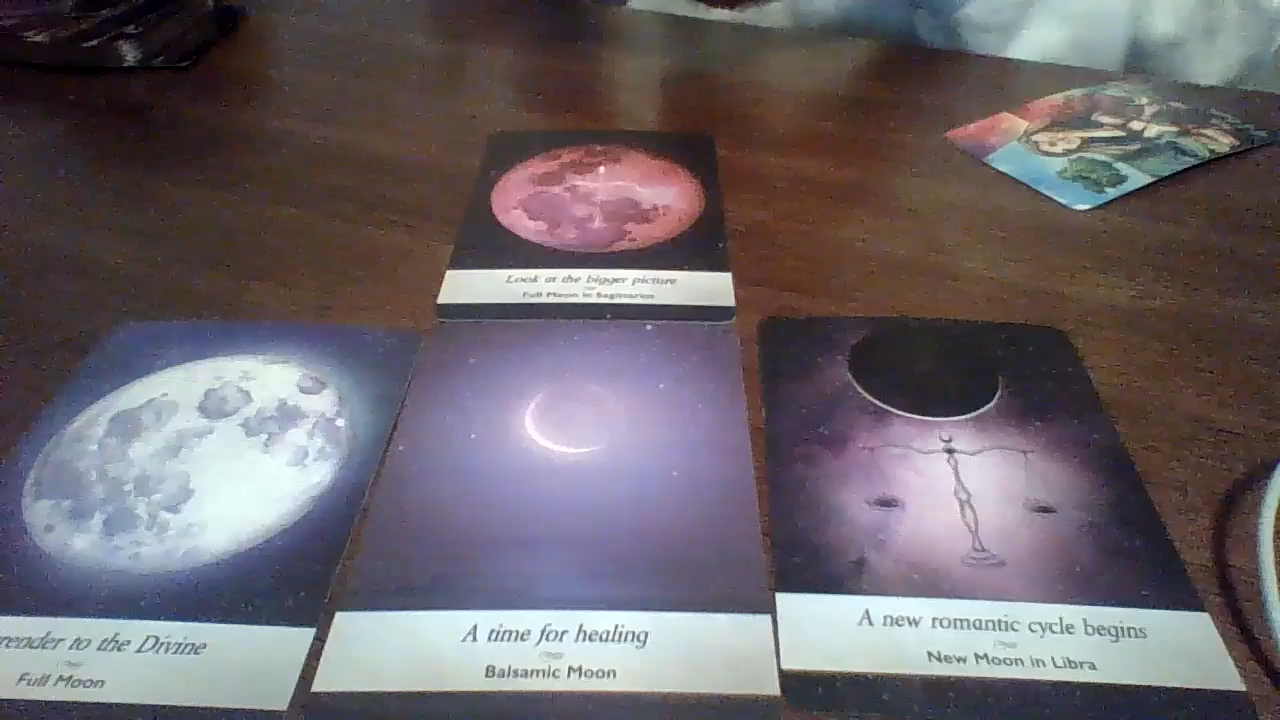 Look at the bigger picture
Full Moon in Sagittarius
render to the Divine
Full Moon
A time for healing
Balsamic Moon
A new romantic cycle begins
New Moon in Libra